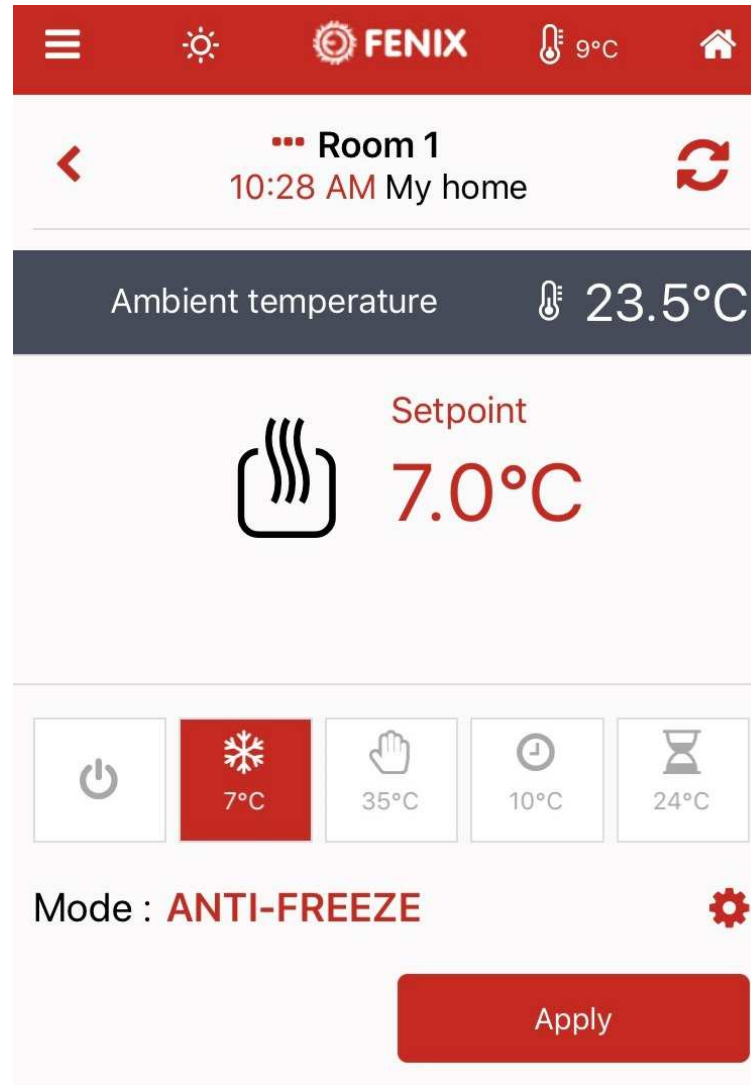 FENIX 9°C
Room 1
10:28 AM My home
Ambient temperature 23.5°C
Setpoint
7.0°C
7°C 35°C 10°C 24°C
Mode : ANTI-FREEZE
Apply